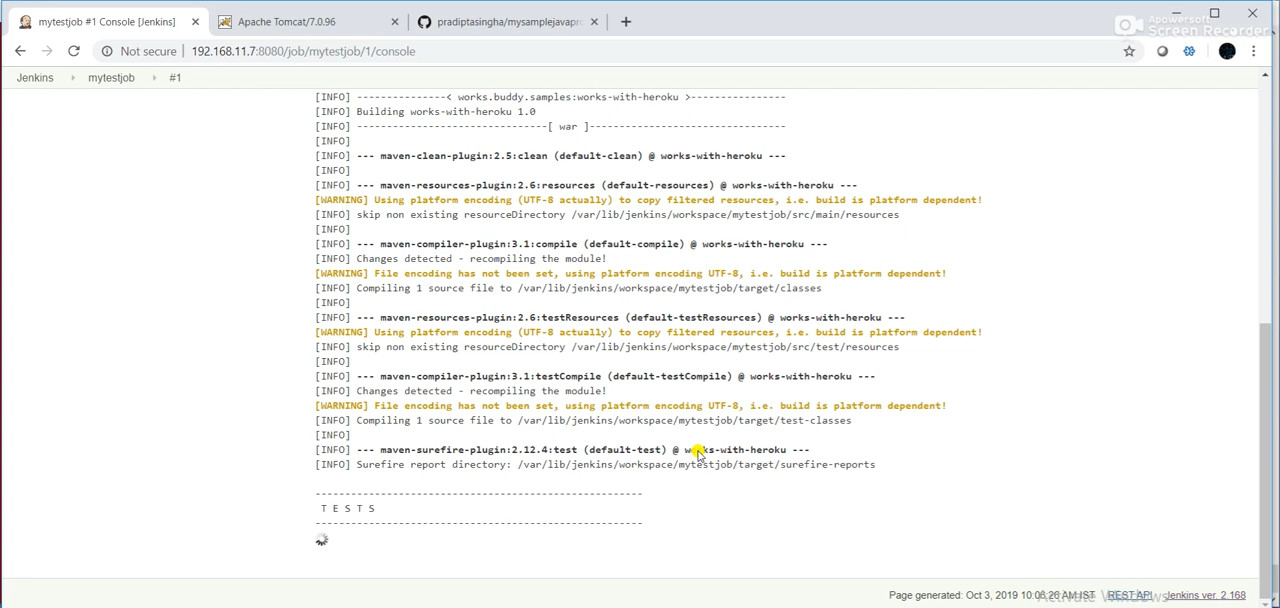 mytestjob #1 Console [Jenkins]
Apache Tomcat/7.0.96
pradiptasingha/mysamplejavapro
Apowersoft
Screen Recorder
Not secure | 192.168.11.7:8080/job/mytestjob/1/console
Jenkins mytestjob #1
[INFO] ---------------< works.buddy.samples:works-with-heroku >----------------
[INFO] Building works-with-heroku 1.0
[INFO] --------------------------------[ war ]---------------------------------
[INFO]
[INFO] --- maven-clean-plugin:2.5:clean (default-clean) @ works-with-heroku ---
[INFO]
[INFO] --- maven-resources-plugin:2.6:resources (default-resources) @ works-with-heroku ---
[WARNING] Using platform encoding (UTF-8 actually) to copy filtered resources, i.e. build is platform dependent!
[INFO] skip non existing resourceDirectory /var/lib/jenkins/workspace/mytestjob/src/main/resources
[INFO]
[INFO] --- maven-compiler-plugin:3.1:compile (default-compile) @ works-with-heroku ---
[INFO] Changes detected - recompiling the module!
[WARNING] File encoding has not been set, using platform encoding UTF-8, i.e. build is platform dependent!
[INFO] Compiling 1 source file to /var/lib/jenkins/workspace/mytestjob/target/classes
[INFO]
[INFO] --- maven-resources-plugin:2.6:testResources (default-testResources) @ works-with-heroku ---
[WARNING] Using platform encoding (UTF-8 actually) to copy filtered resources, i.e. build is platform dependent!
[INFO] skip non existing resourceDirectory /var/lib/jenkins/workspace/mytestjob/src/test/resources
[INFO]
[INFO] --- maven-compiler-plugin:3.1:testCompile (default-testCompile) @ works-with-heroku ---
[INFO] Changes detected - recompiling the module!
[WARNING] File encoding has not been set, using platform encoding UTF-8, i.e. build is platform dependent!
[INFO] Compiling 1 source file to /var/lib/jenkins/workspace/mytestjob/target/test-classes
[INFO]
[INFO] --- maven-surefire-plugin:2.12.4:test (default-test) @ works-with-heroku ---
[INFO] Surefire report directory: /var/lib/jenkins/workspace/mytestjob/target/surefire-reports
-------------------------------------------------------
T E S T S
-------------------------------------------------------
Page generated: Oct 3, 2019 10:06:26 AM IST REST API Jenkins ver. 2.168
Activate Windows